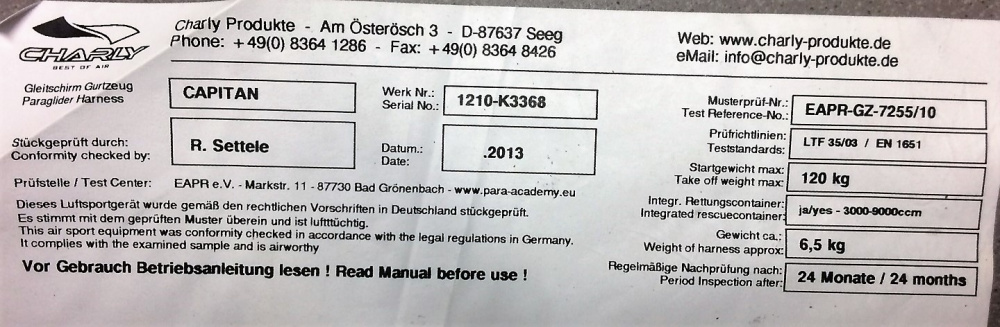 CHARLY
BEST OF AIR
Charly Produkte - Am Österösch 3 - D-87637 Seeg
Phone: +49(0) 8364 1286 - Fax: +49(0) 8364 8426
Web: www.charly-produkte.de
eMail: info@charly-produkte.de
Gleitschirm Gurtzeug
Paraglider Harness
CAPITAN
Werk Nr.:
Serial No.:
1210-K3368
Musterprüf-Nr.:
Test Reference-No.:
EAPR-GZ-7255/10
Stückgeprüft durch:
Conformity checked by:
R. Settele
Datum.:
Date:
.2013
Prüfrichtlinien:
Teststandards:
LTF 35/03 / EN 1651
Startgewicht max:
Take off weight max:
120 kg
Prüfstelle / Test Center: EAPR e.V. - Markstr. 11 - 87730 Bad Grönenbach - www.para-academy.eu
Integr. Rettungscontainer:
Integrated rescuecontainer:
ja/yes - 3000-9000ccm
Dieses Luftsportgerät wurde gemäß den rechtlichen Vorschriften in Deutschland stückgeprüft.
Es stimmt mit dem geprüften Muster überein und ist luftttüchtig.
This air sport equipment was conformity checked in accordance with the legal regulations in Germany.
It complies with the examined sample and is airworthy
Gewicht ca.:
Weight of harness approx:
6,5 kg
Vor Gebrauch Betriebsanleitung lesen ! Read Manual before use !
Regelmäßige Nachprüfung nach:
Period Inspection after:
24 Monate / 24 months